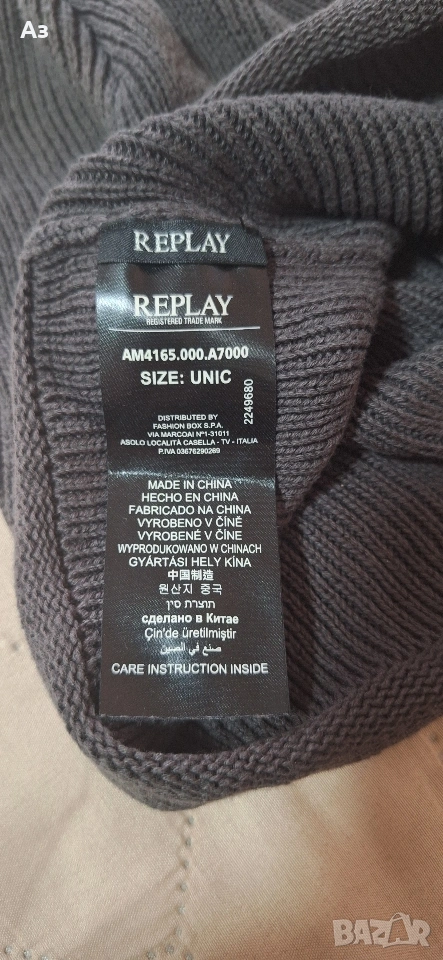 Аз
REPLAY
REPLAY
REGISTERED TRADE MARK
AM4165.000.A7000
SIZE: UNIC
2249680
DISTRIBUTED BY
FASHION BOX S.P.A.
VIA MARCOAI N°1-31011
ASOLO LOCALITÀ CASELLA - TV - ITALIA
P.IVA 03676290269
MADE IN CHINA
HECHO EN CHINA
FABRICADO NA CHINA
VYROBENO V ČÍNĚ
VYROBENÉ V ČÍNE
WYPRODUKOWANO W CHINACH
GYÁRTÁSI HELY KÍNA
中国制造
원산지 중국
תוצרת סין
сделано в Китае
Çin'de üretilmiştir
صنع في الصين
CARE INSTRUCTION INSIDE
BAZAR